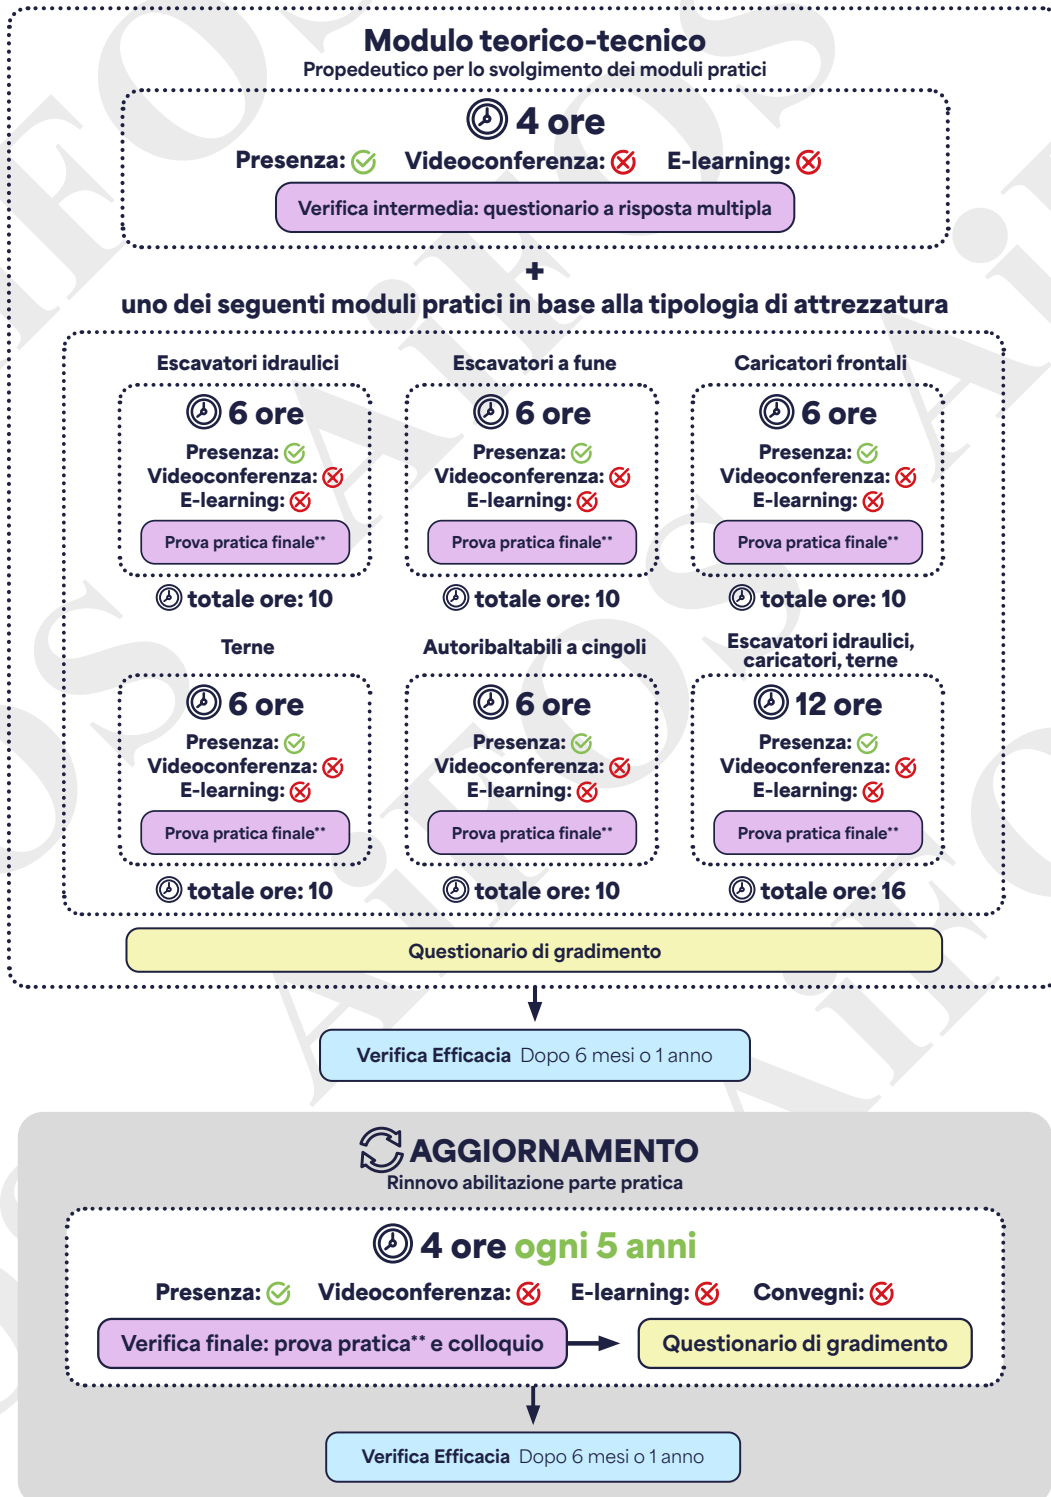 Modulo teorico-tecnico
Propedeutico per lo svolgimento dei moduli pratici
4 ore
Presenza: Videoconferenza: E-learning:
Verifica intermedia: questionario a risposta multipla
+
uno dei seguenti moduli pratici in base alla tipologia di attrezzatura
Escavatori idraulici
6 ore
Presenza:
Videoconferenza:
E-learning:
Prova pratica finale**
totale ore: 10
Escavatori a fune
6 ore
Presenza:
Videoconferenza:
E-learning:
Prova pratica finale**
totale ore: 10
Caricatori frontali
6 ore
Presenza:
Videoconferenza:
E-learning:
Prova pratica finale**
totale ore: 10
Terne
6 ore
Presenza:
Videoconferenza:
E-learning:
Prova pratica finale**
totale ore: 10
Autoribaltabili a cingoli
6 ore
Presenza:
Videoconferenza:
E-learning:
Prova pratica finale**
totale ore: 10
Escavatori idraulici,
caricatori, terne
12 ore
Presenza:
Videoconferenza:
E-learning:
Prova pratica finale**
totale ore: 16
Questionario di gradimento
Verifica Efficacia Dopo 6 mesi o 1 anno
AGGIORNAMENTO
Rinnovo abilitazione parte pratica
4 ore ogni 5 anni
Presenza: Videoconferenza: E-learning: Convegni:
Verifica finale: prova pratica** e colloquio
Questionario di gradimento
Verifica Efficacia Dopo 6 mesi o 1 anno
AiFOS
AiFOS
AiFOS
AiFOS